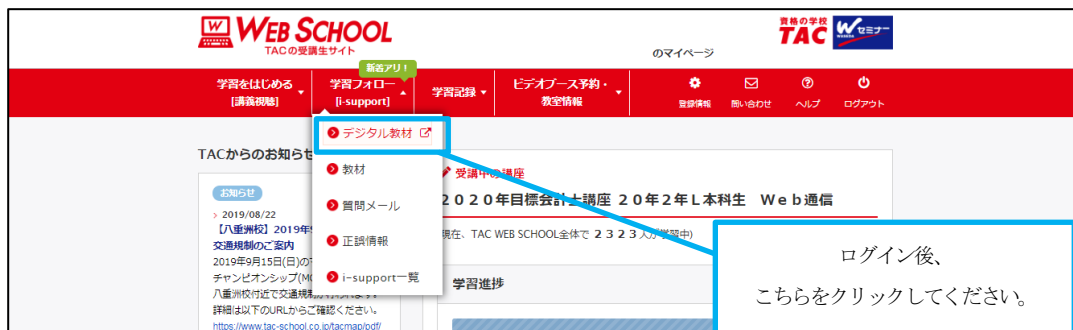 WEB SCHOOL
TACの受講生サイト
資格の学校
TAC
Wセミナー
のマイページ
新着アリ！
学習をはじめる
[講義視聴]
学習フォロー
[i-support]
学習記録
ビデオブース予約・
教室情報
登録情報
問い合わせ
ヘルプ
ログアウト
デジタル教材
教材
質問メール
正誤情報
i-support一覧
TACからのお知らせ
お知らせ
2019/08/22
【八重洲校】2019年
交通規制のご案内
2019年9月15日(日)の
チャンピオンシップ(M
八重洲校付近で交通規制が行われます。
詳細は以下のURLからご確認ください。
https://www.tac-school.co.jp/tacmap/pdf/
受講中の講座
２０２０年目標会計士講座 ２０年２年Ｌ本科生　Ｗｅｂ通信
現在、TAC WEB SCHOOL全体で ２３２３人が学習中)
学習進捗
ログイン後、
こちらをクリックしてください。